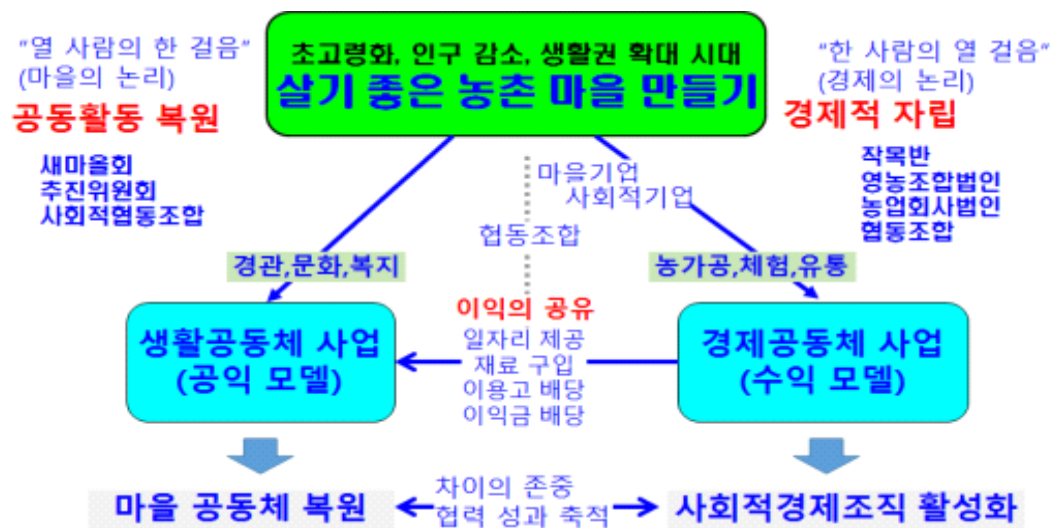 초고령화, 인구 감소, 생활권 확대 시대
살기 좋은 농촌 마을 만들기
"열 사람의 한 걸음"
(마을의 논리)
공동활동 복원
새마을회
추진위원회
사회적협동조합
"한 사람의 열 걸음"
(경제의 논리)
경제적 자립
작목반
영농조합법인
농업회사법인
협동조합
마을기업
사회적기업
협동조합
경관,문화,복지
농가공,체험,유통
생활공동체 사업
(공익 모델)
이익의 공유
일자리 제공
재료 구입
이용고 배당
이익금 배당
경제공동체 사업
(수익 모델)
마을 공동체 복원
차이의 존중
협력 성과 축적
사회적경제조직 활성화